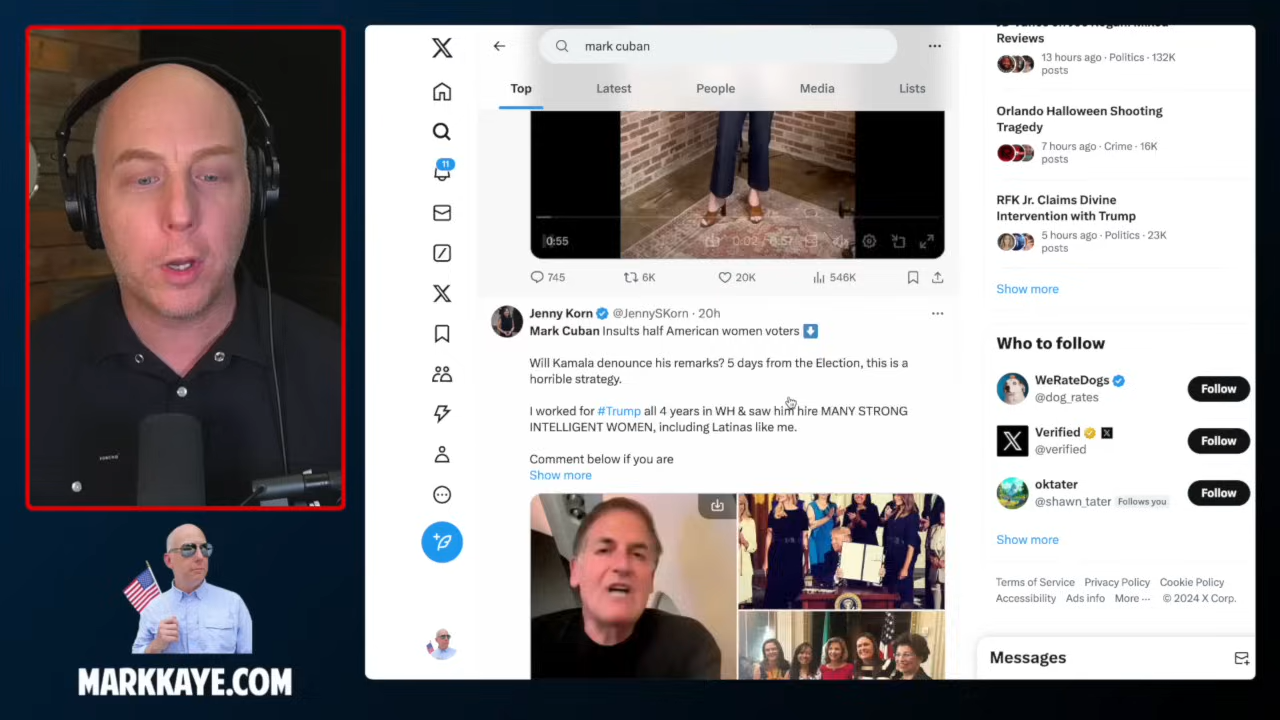 mark cuban
Top
Latest
People
Media
Lists
11
0:55
0:02 / 0:57
745
6K
20K
546K
Jenny Korn @JennySKorn · 20h
Mark Cuban Insults half American women voters
Will Kamala denounce his remarks? 5 days from the Election, this is a
horrible strategy.
I worked for #Trump all 4 years in WH & saw him hire MANY STRONG
INTELLIGENT WOMEN, including Latinas like me.
Comment below if you are
Show more
Reviews
13 hours ago · Politics · 132K
posts
Orlando Halloween Shooting
Tragedy
7 hours ago · Crime · 16K
posts
RFK Jr. Claims Divine
Intervention with Trump
5 hours ago · Politics · 23K
posts
Show more
Who to follow
WeRateDogs
@dog_rates
Follow
Verified
@verified
Follow
oktater
@shawn_tater Follows you
Follow
Show more
Terms of Service Privacy Policy Cookie Policy
Accessibility Ads info More ··· © 2024 X Corp.
Messages
MARKKAYE.COM